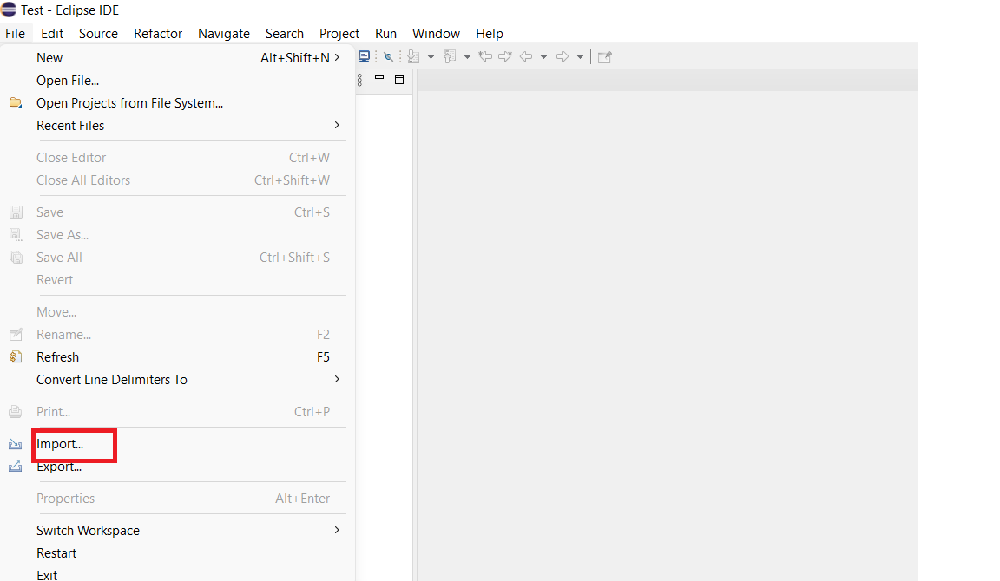 Test - Eclipse IDE
File Edit Source Refactor Navigate Search Project Run Window Help
New Alt+Shift+N
Open File...
Open Projects from File System...
Recent Files
Close Editor Ctrl+W
Close All Editors Ctrl+Shift+W
Save Ctrl+S
Save As...
Save All Ctrl+Shift+S
Revert
Move...
Rename... F2
Refresh F5
Convert Line Delimiters To
Print... Ctrl+P
Import...
Export...
Properties Alt+Enter
Switch Workspace
Restart
Exit